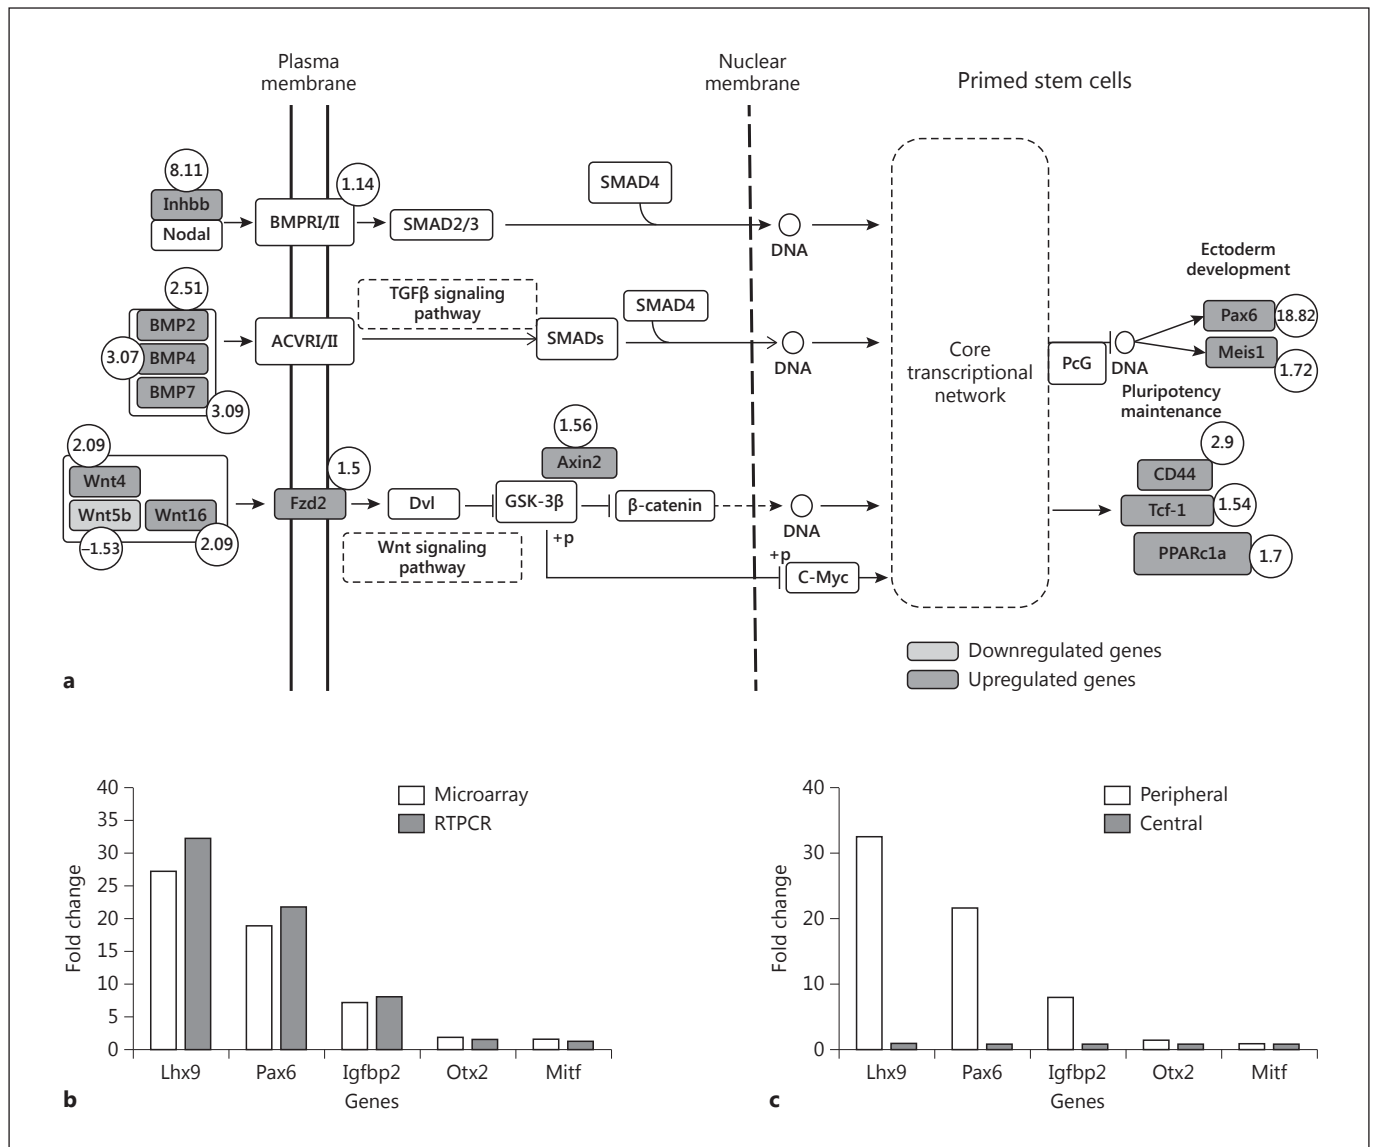 Plasma
membrane
Nuclear
membrane
Primed stem cells
8.11
Inhbb
Nodal
BMPRI/II
1.14
SMAD2/3
SMAD4
DNA
2.51
BMP2
3.07
BMP4
BMP7
3.09
ACVRI/II
TGFβ signaling
pathway
SMADs
SMAD4
DNA
Core
transcriptional
network
PcG
DNA
Ectoderm
development
Pax6
18.82
Meis1
1.72
Pluripotency
maintenance
2.9
CD44
Tcf-1
1.54
PPARc1a
1.7
2.09
Wnt4
Wnt5b
Wnt16
–1.53
2.09
Fzd2
1.5
Dvl
1.56
Axin2
GSK-3β
β-catenin
DNA
+p
Wnt signaling
pathway
+p
C-Myc
Downregulated genes
Upregulated genes
a
40
35
30
25
20
15
10
5
0
Fold change
Microarray
RTPCR
Lhx9 Pax6 Igfbp2 Otx2 Mitf
Genes
b
40
30
20
10
0
Fold change
Peripheral
Central
Lhx9 Pax6 Igfbp2 Otx2 Mitf
Genes
c